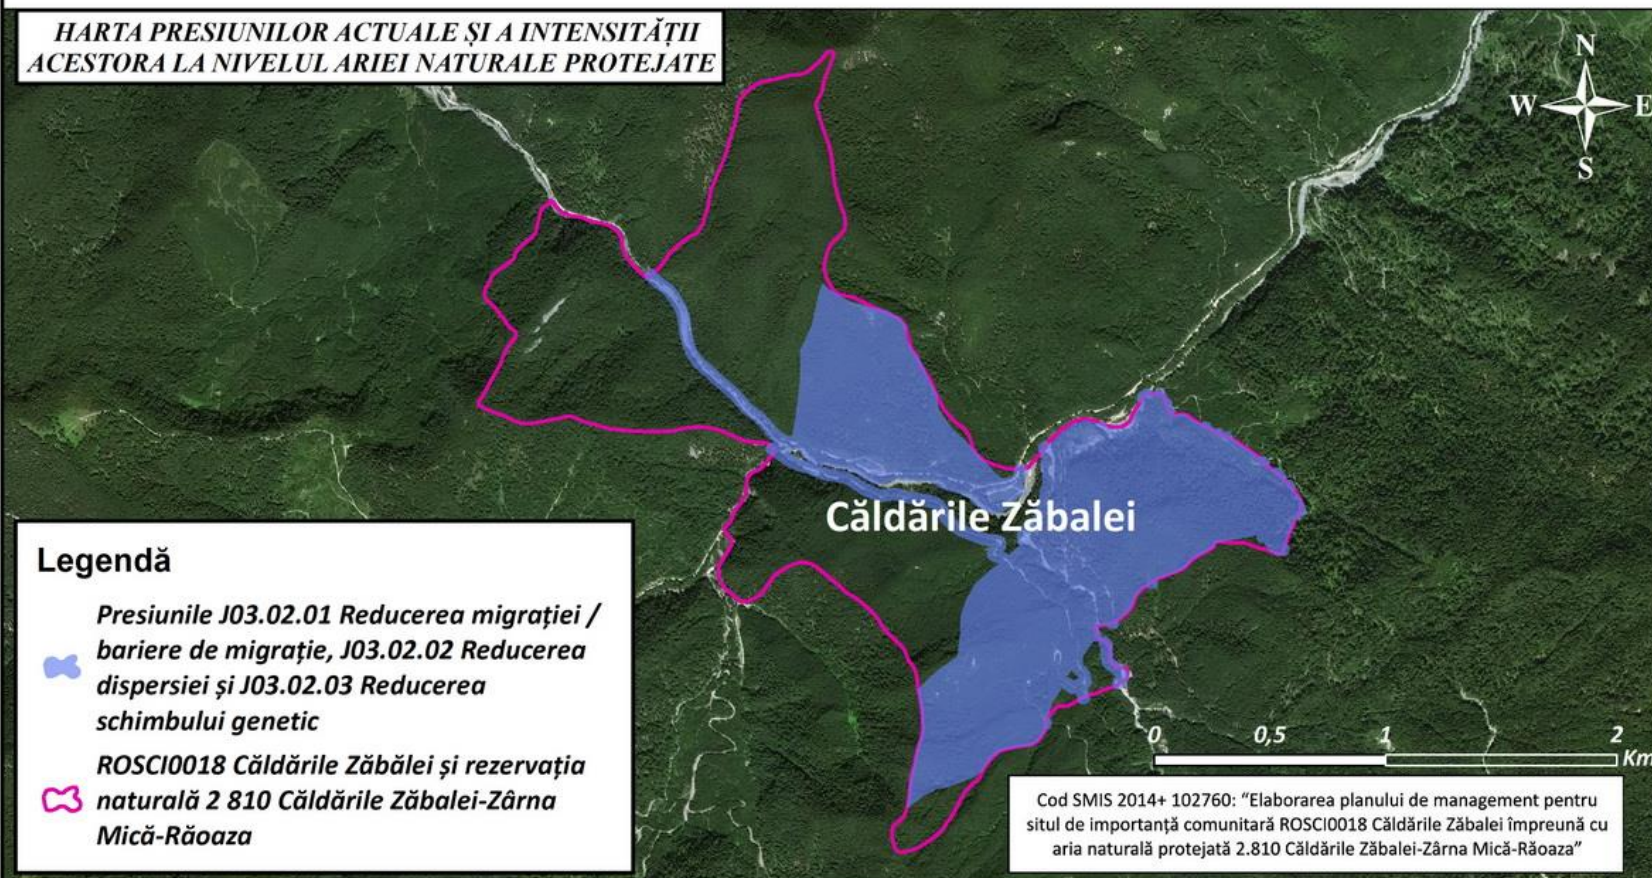 HARTA PRESIUNILOR ACTUALE ȘI A INTENSITĂȚII
ACESTORA LA NIVELUL ARIEI NATURALE PROTEJATE
N
W
E
S
Căldările Zăbalei
Legendă
Presiunile J03.02.01 Reducerea migrației /
bariere de migrație, J03.02.02 Reducerea
dispersiei și J03.02.03 Reducerea
schimbului genetic
ROSCI0018 Căldările Zăbălei și rezervația
naturală 2 810 Căldările Zăbalei-Zârna
Mică-Răoaza
0 0,5 1 2
Km
Cod SMIS 2014+ 102760: “Elaborarea planului de management pentru
situl de importanță comunitară ROSCI0018 Căldările Zăbalei împreună cu
aria naturală protejată 2.810 Căldările Zăbalei-Zârna Mică-Răoaza”